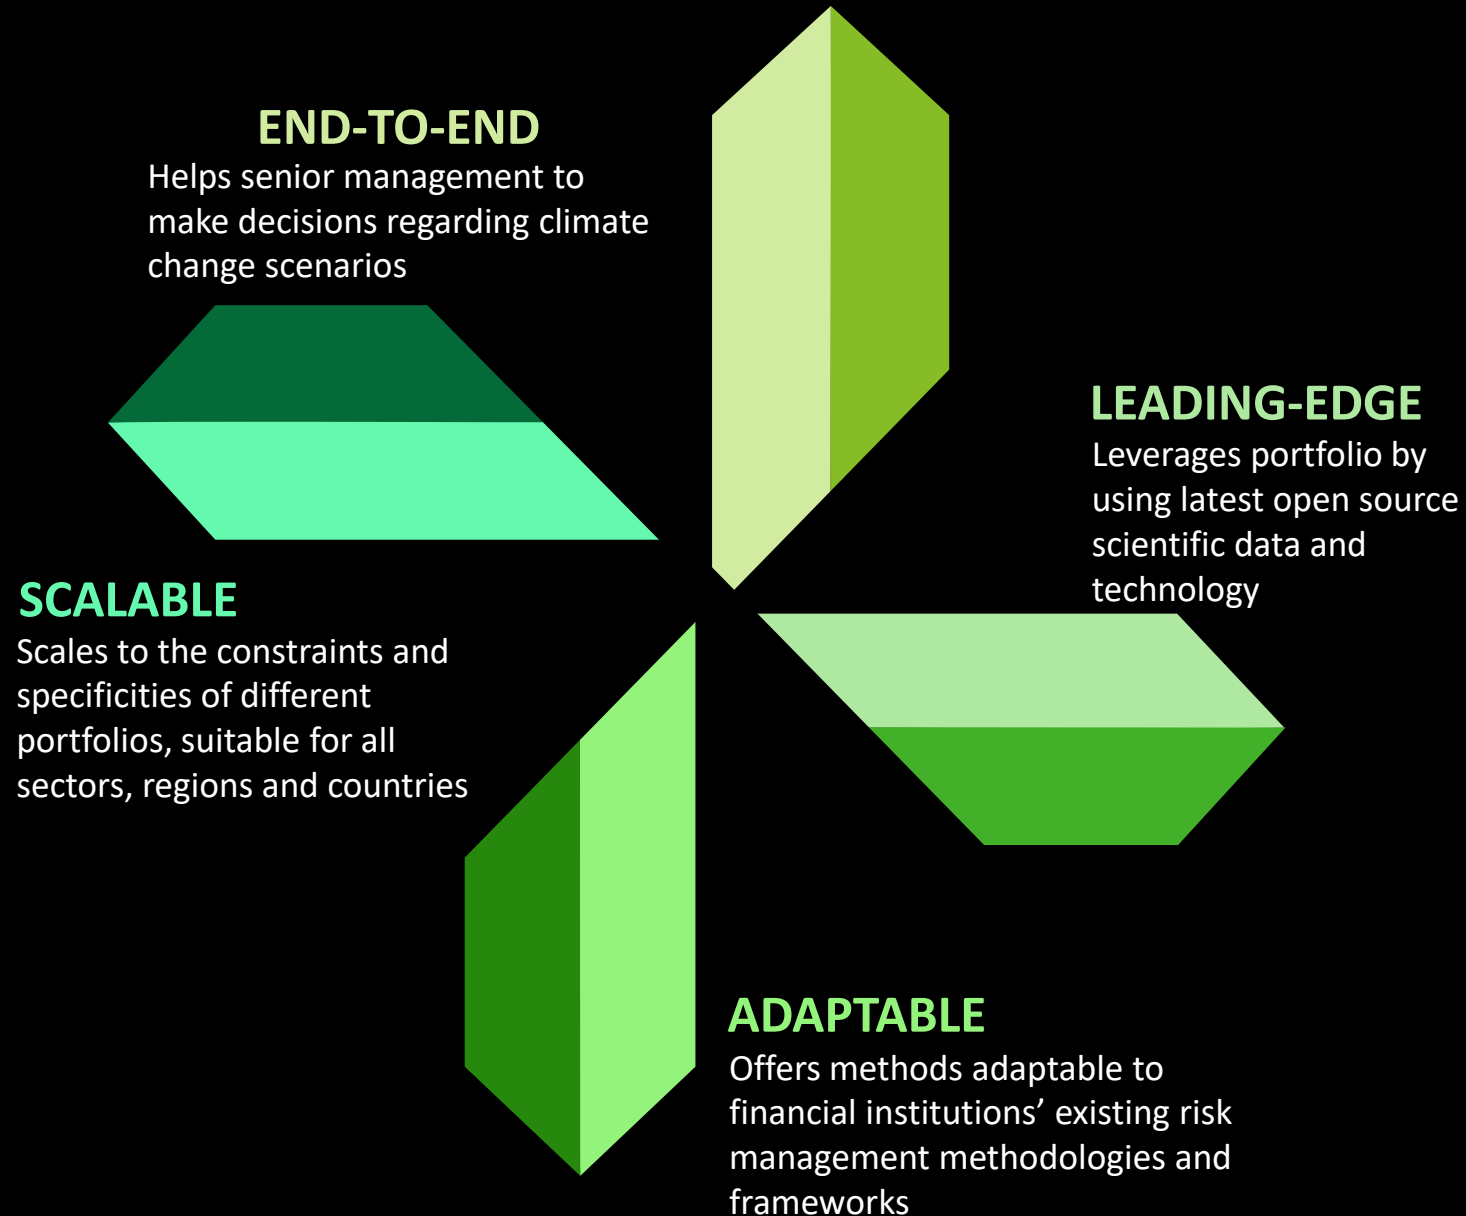 END-TO-END
Helps senior management to
make decisions regarding climate
change scenarios
LEADING-EDGE
Leverages portfolio by
using latest open source
scientific data and
technology
SCALABLE
Scales to the constraints and
specificities of different
portfolios, suitable for all
sectors, regions and countries
ADAPTABLE
Offers methods adaptable to
financial institutions’ existing risk
management methodologies and
frameworks